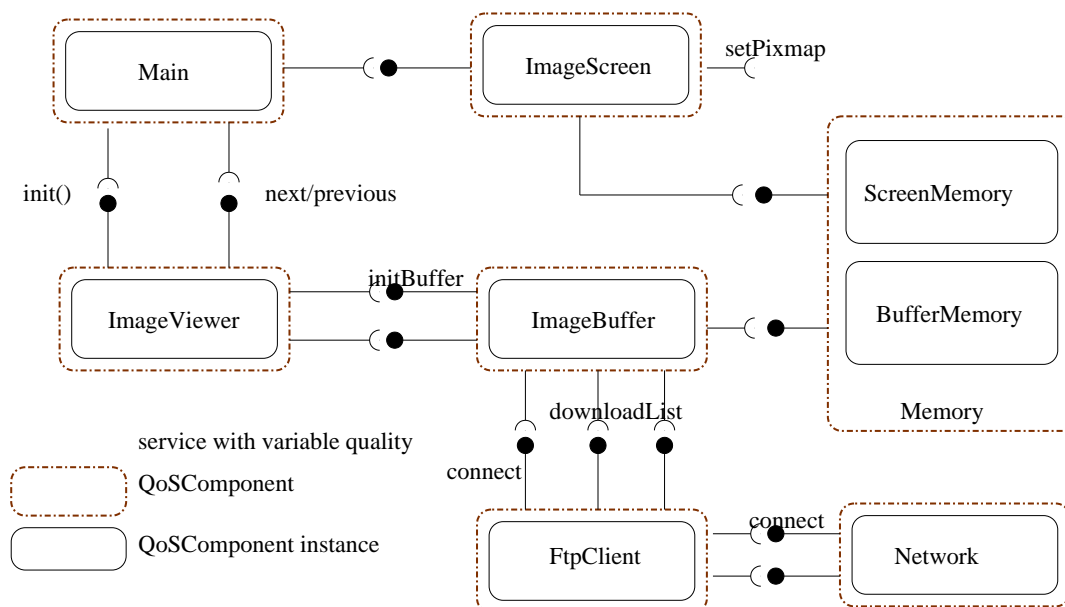 setPixmap
Main
ImageScreen
init()
next/previous
ScreenMemory
initBuffer
ImageViewer
ImageBuffer
BufferMemory
downloadList
Memory
service with variable quality
connect
QoSComponent
connect
QoSComponent instance
FtpClient
Network